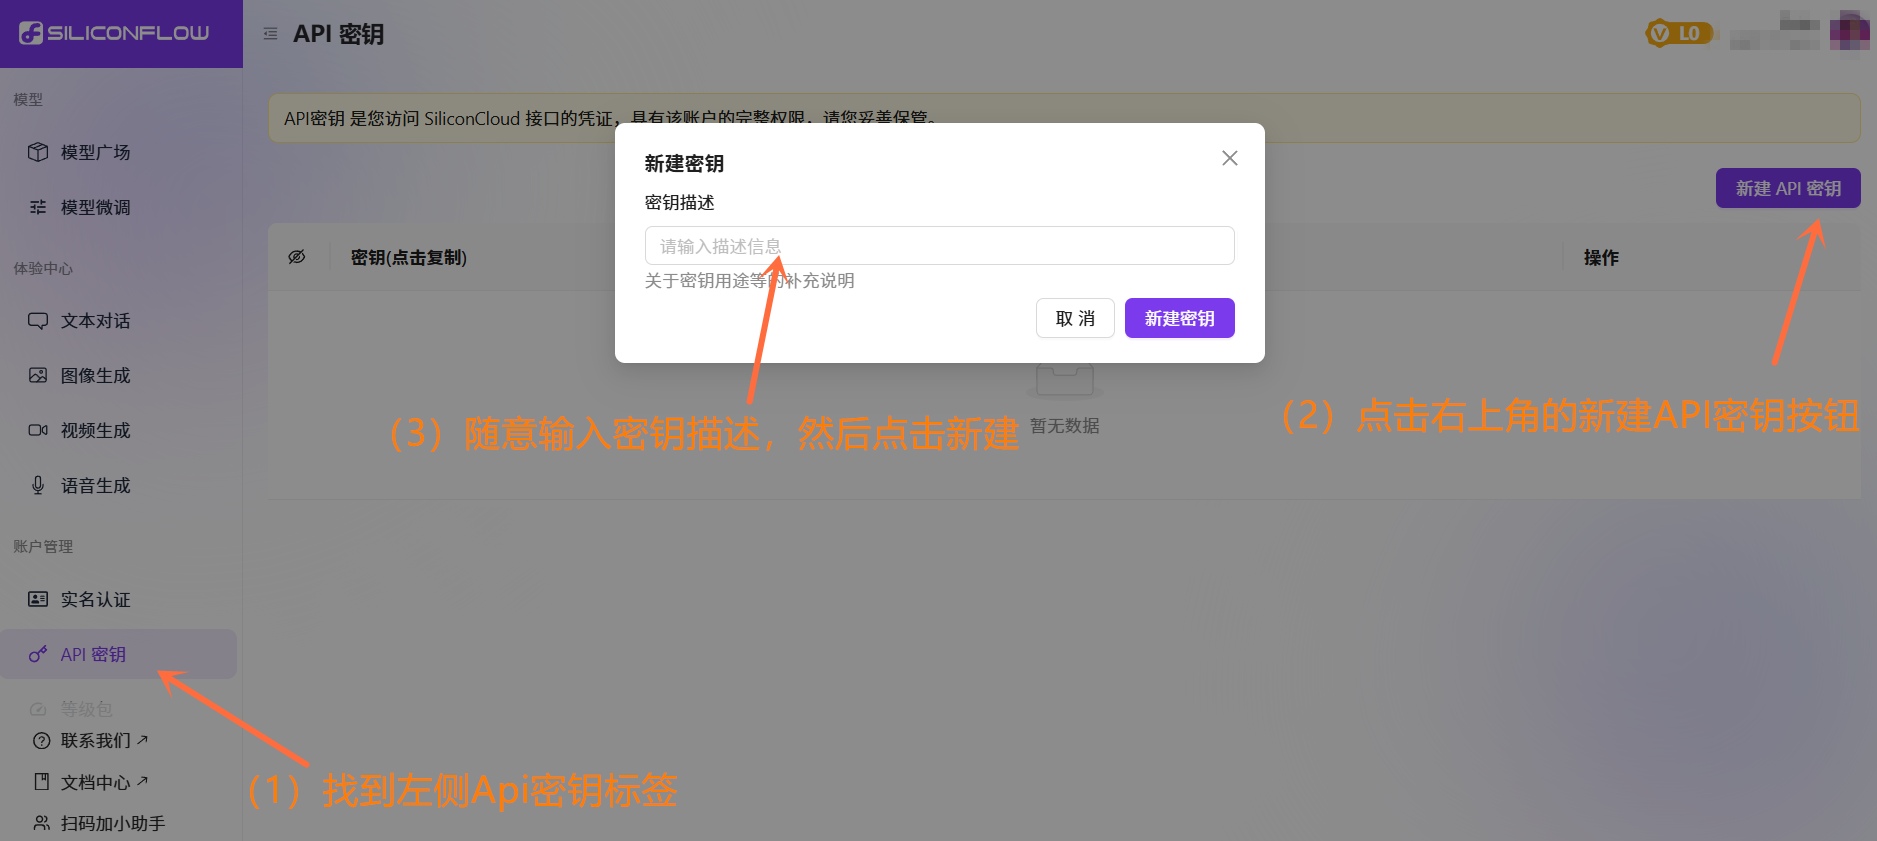 SILICONFLOW
API 密钥
L0
模型
模型广场
模型微调
体验中心
文本对话
图像生成
视频生成
语音生成
账户管理
实名认证
API 密钥
等级包
联系我们
文档中心
扫码加小助手
API密钥 是您访问 SiliconCloud 接口的凭证，具有该账户的完整权限，请您妥善保管。
新建 API 密钥
密钥(点击复制)
操作
新建密钥
密钥描述
请输入描述信息
关于密钥用途等的补充说明
取 消
新建密钥
暂无数据
（3）随意输入密钥描述，然后点击新建
（2）点击右上角的新建API密钥按钮
（1）找到左侧Api密钥标签